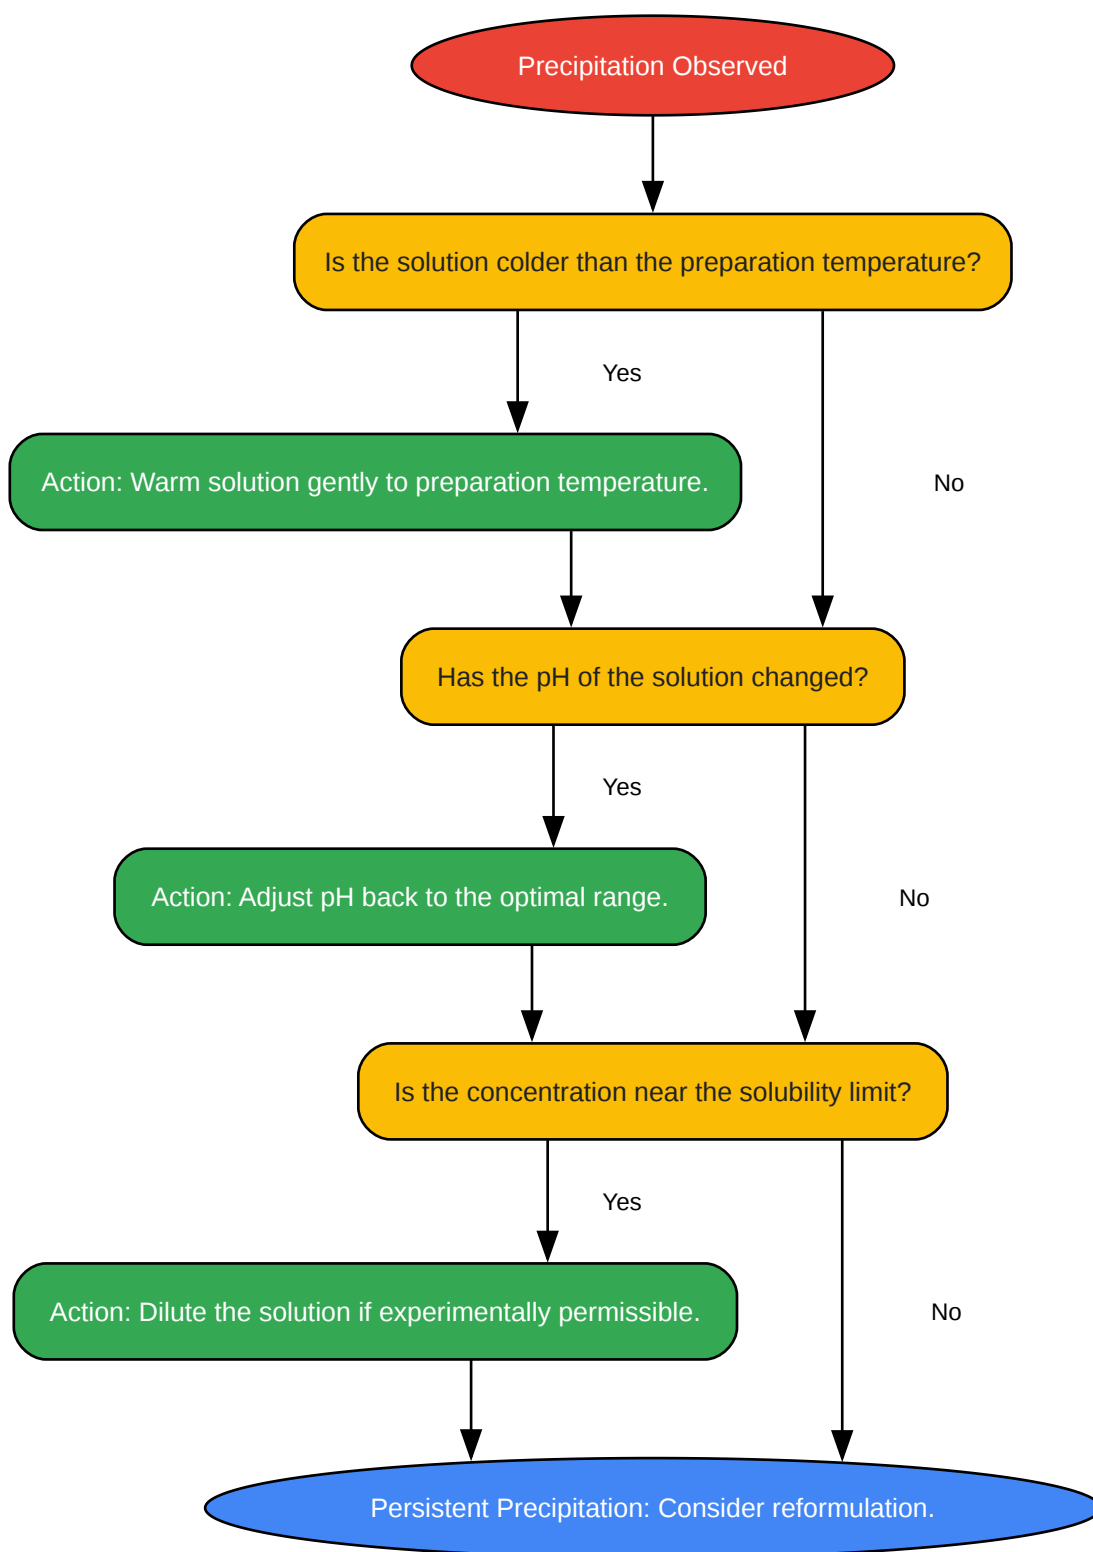 Precipitation Observed
Is the solution colder than the preparation temperature?
Yes
Action: Warm solution gently to preparation temperature.
No
Has the pH of the solution changed?
Yes
Action: Adjust pH back to the optimal range.
No
Is the concentration near the solubility limit?
Yes
Action: Dilute the solution if experimentally permissible.
No
Persistent Precipitation: Consider reformulation.